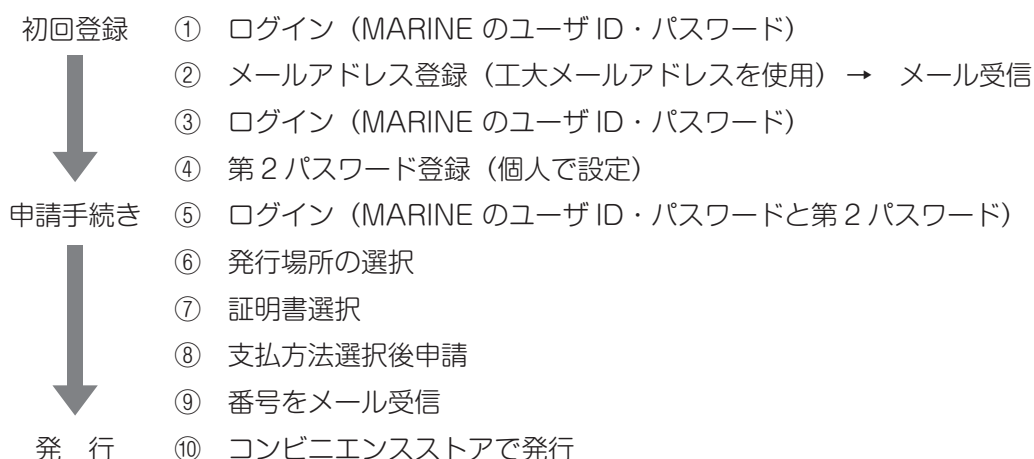 初回登録 ① ログイン（MARINE のユーザ ID・パスワード）
② メールアドレス登録（工大メールアドレスを使用）→ メール受信
③ ログイン（MARINE のユーザ ID・パスワード）
④ 第２パスワード登録（個人で設定）
申請手続き ⑤ ログイン（MARINE のユーザ ID・パスワードと第２パスワード）
⑥ 発行場所の選択
⑦ 証明書選択
⑧ 支払方法選択後申請
⑨ 番号をメール受信
発　行 ⑩ コンビニエンスストアで発行